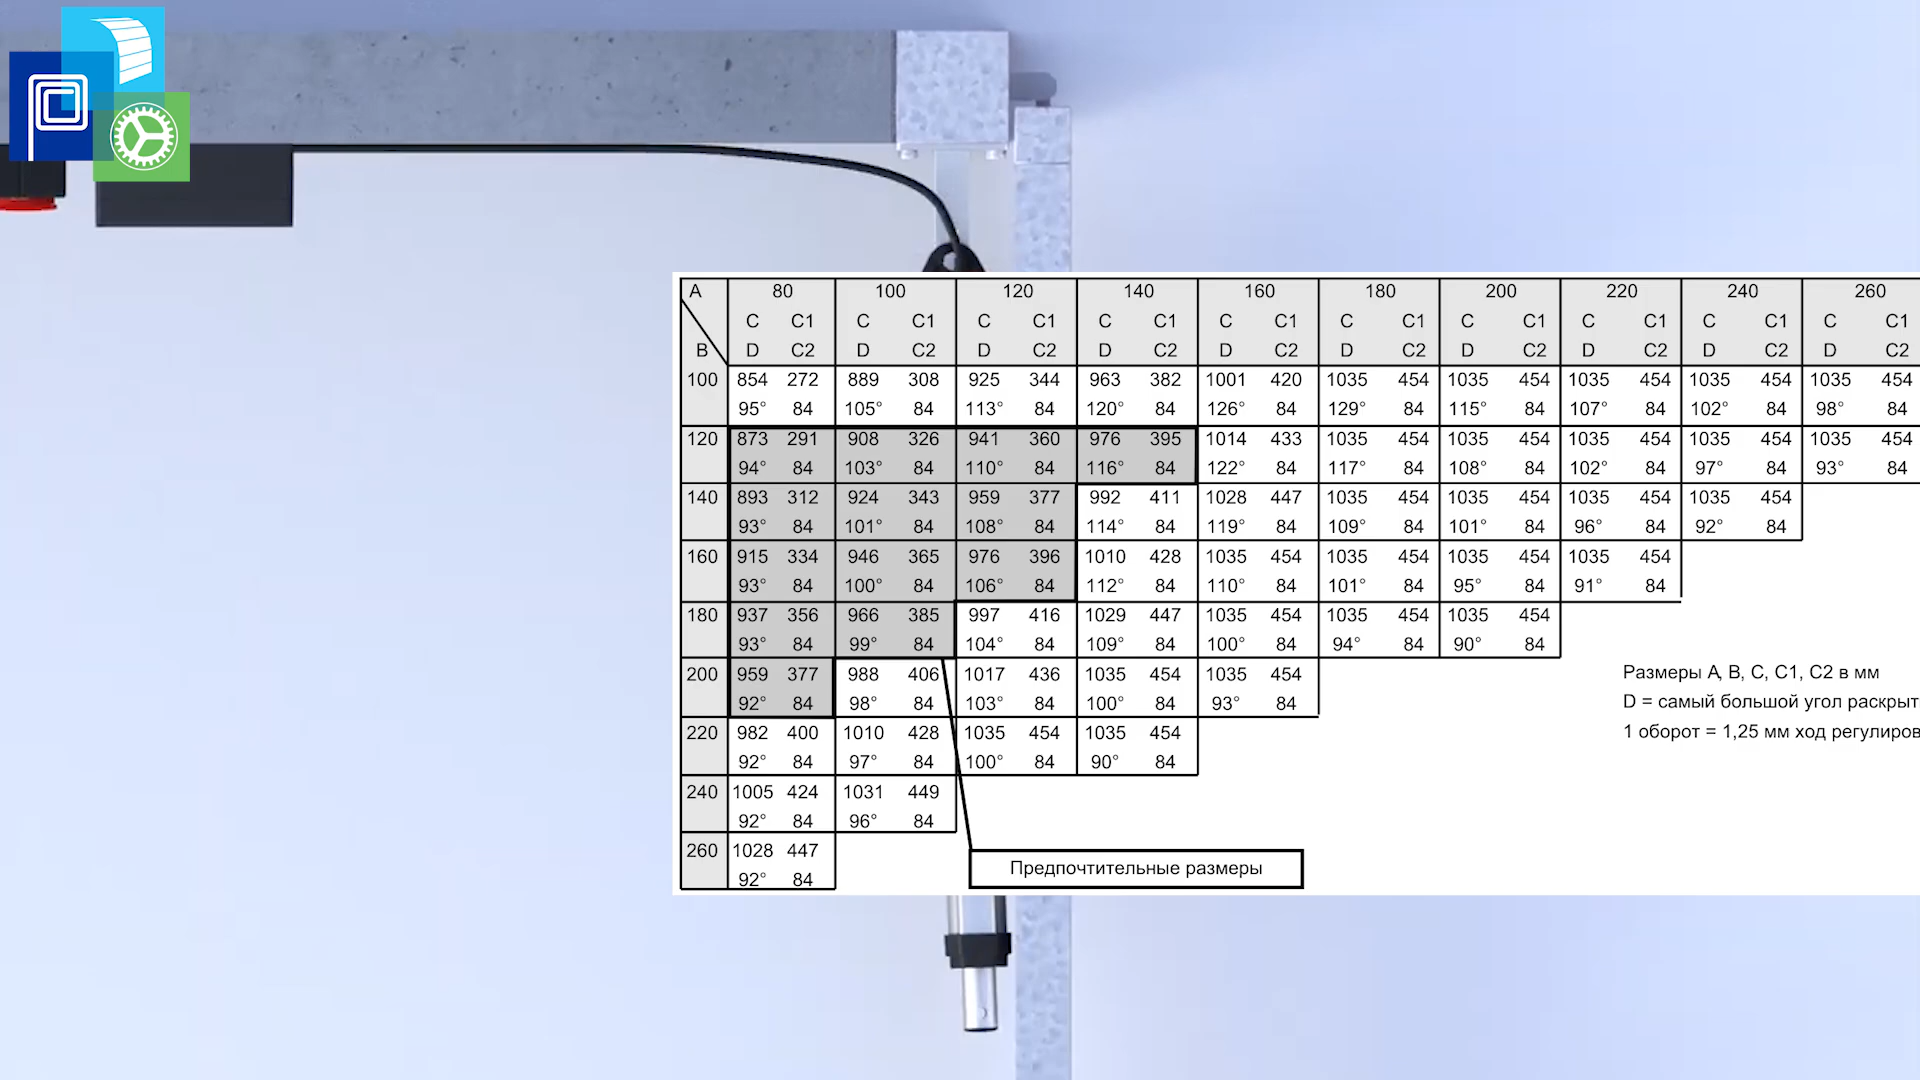 A 80 100 120 140 160 180 200 220 240 260
C C1 C C1 C C1 C C1 C C1 C C1 C C1 C C1 C C1 C C1
B D C2 D C2 D C2 D C2 D C2 D C2 D C2 D C2 D C2 D C2
100 854 272 889 308 925 344 963 382 1001 420 1035 454 1035 454 1035 454 1035 454 1035 454
95° 84 105° 84 113° 84 120° 84 126° 84 129° 84 115° 84 107° 84 102° 84 98° 84
120 873 291 908 326 941 360 976 395 1014 433 1035 454 1035 454 1035 454 1035 454 1035 454
94° 84 103° 84 110° 84 116° 84 122° 84 117° 84 108° 84 102° 84 97° 84 93° 84
140 893 312 924 343 959 377 992 411 1028 447 1035 454 1035 454 1035 454 1035 454
93° 84 101° 84 108° 84 114° 84 119° 84 109° 84 101° 84 96° 84 92° 84
160 915 334 946 365 976 396 1010 428 1035 454 1035 454 1035 454 1035 454
93° 84 100° 84 106° 84 112° 84 110° 84 101° 84 95° 84 91° 84
180 937 356 966 385 997 416 1029 447 1035 454 1035 454 1035 454
93° 84 99° 84 104° 84 109° 84 100° 84 94° 84 90° 84
200 959 377 988 406 1017 436 1035 454 1035 454
92° 84 98° 84 103° 84 100° 84 93° 84
220 982 400 1010 428 1035 454 1035 454
92° 84 97° 84 100° 84 90° 84
240 1005 424 1031 449
92° 84 96° 84
260 1028 447
92° 84
Предпочтительные размеры
Размеры A, B, C, C1, C2 в мм
D = самый большой угол раскрыт
1 оборот = 1,25 мм ход регулиров